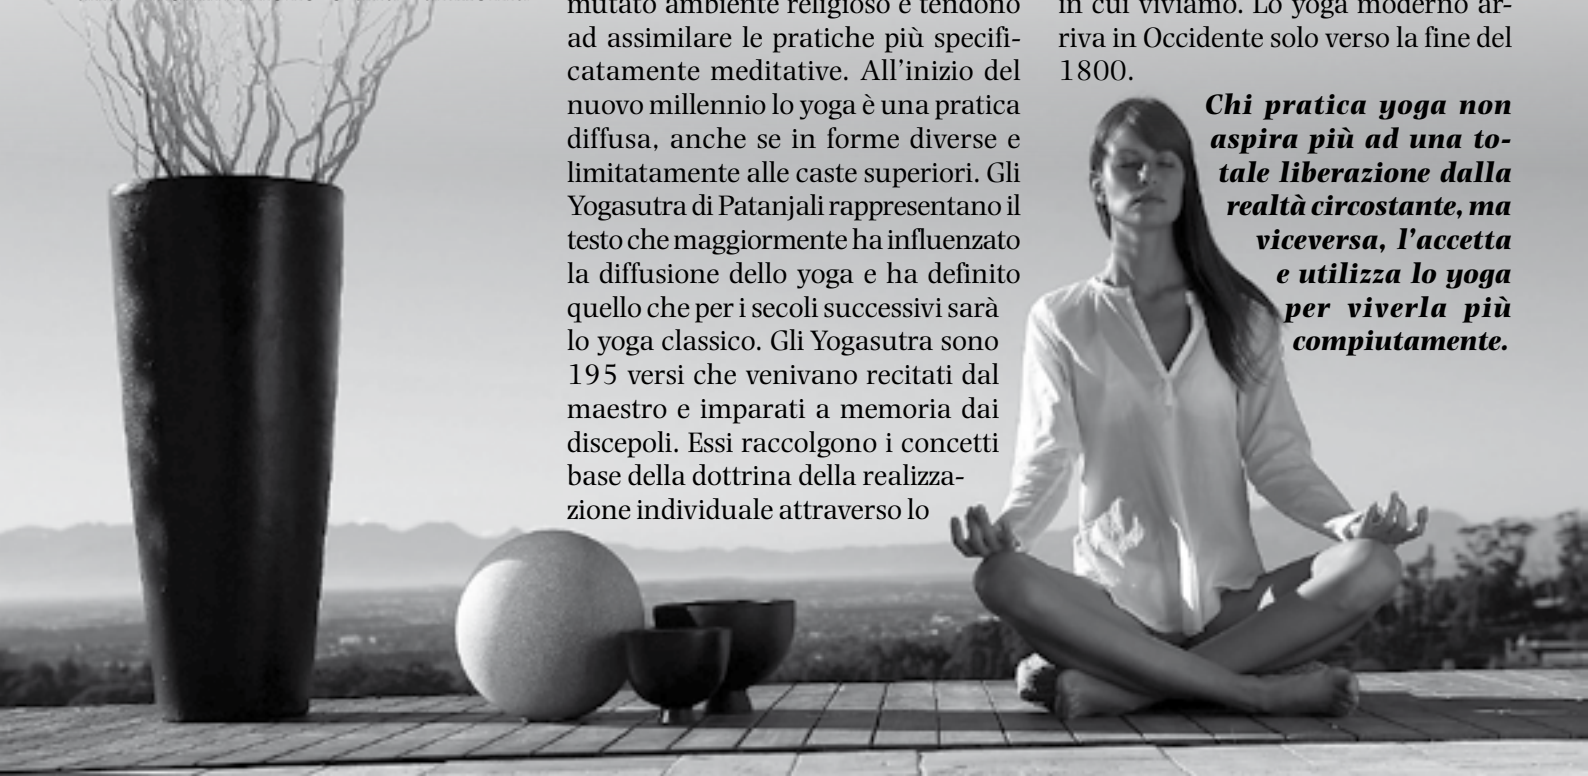 mutato ambiente religioso e tendono
ad assimilare le pratiche più specifi-
catamente meditative. All'inizio del
nuovo millennio lo yoga è una pratica
diffusa, anche se in forme diverse e
limitatamente alle caste superiori. Gli
Yogasutra di Patanjali rappresentano il
testo che maggiormente ha influenzato
la diffusione dello yoga e ha definito
quello che per i secoli successivi sarà
lo yoga classico. Gli Yogasutra sono
195 versi che venivano recitati dal
maestro e imparati a memoria dai
discepoli. Essi raccolgono i concetti
base della dottrina della realizza-
zione individuale attraverso lo
in cui viviamo. Lo yoga moderno ar-
riva in Occidente solo verso la fine del
1800.
Chi pratica yoga non
aspira più ad una to-
tale liberazione dalla
realtà circostante, ma
viceversa, l'accetta
e utilizza lo yoga
per viverla più
compiutamente.